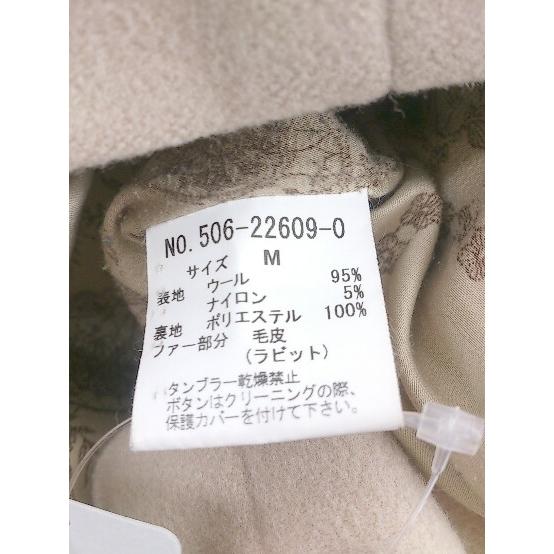 NO. 506-22609-0
サイズ M
表地 ウール 95%
ナイロン 5%
裏地 ポリエステル 100%
ファー部分 毛皮
(ラビット)
タンブラー乾燥禁止
ボタンはクリーニングの際、
保護カバーを付けて下さい。